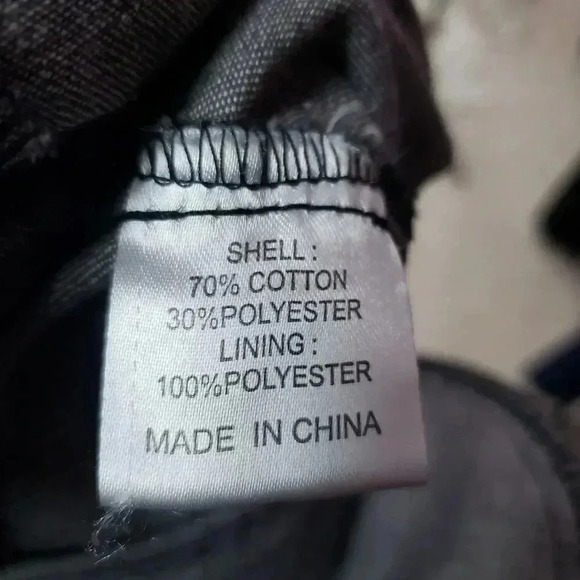 SHELL :
70% COTTON
30%POLYESTER
LINING :
100%POLYESTER
MADE IN CHINA